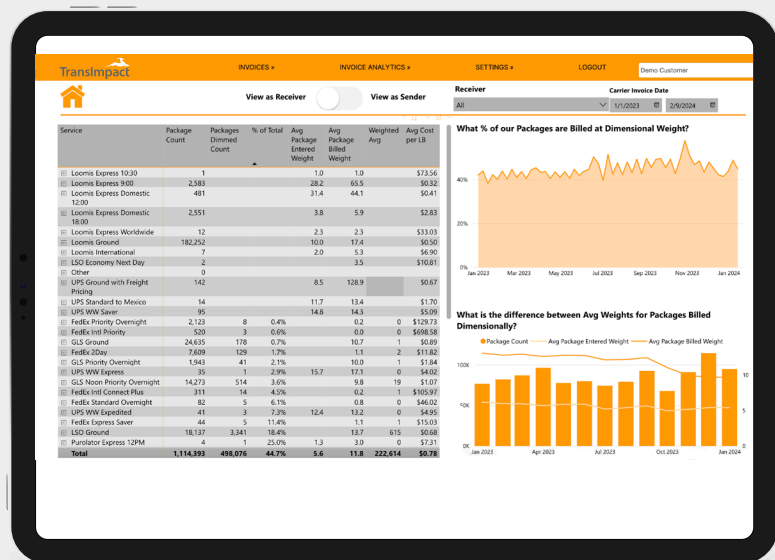 TransImpact
INVOICES »
INVOICE ANALYTICS »
SETTINGS »
LOGOUT
Demo Customer
View as Receiver
View as Sender
Receiver
All
Carrier Invoice Date
1/1/2023
2/9/2024
Service Package Count Packages Dimmed Count % of Total Avg Package Entered Weight Avg Package Billed Weight Weighted Avg Avg Cost per LB
Loomis Express 10:30 1 1.0 1.0 $73.56
Loomis Express 9:00 2,583 28.2 65.5 $0.32
Loomis Express Domestic 12:00 481 31.4 44.1 $0.41
Loomis Express Domestic 18:00 2,551 3.8 5.9 $2.83
Loomis Express Worldwide 12 2.3 2.3 $33.03
Loomis Ground 182,252 10.0 17.4 $0.50
Loomis International 7 2.0 5.3 $6.90
LSO Economy Next Day 2 3.5 $10.81
Other 0
UPS Ground with Freight Pricing 142 8.5 128.9 $0.67
UPS Standard to Mexico 14 11.7 13.4 $1.70
UPS WW Saver 95 14.8 14.3 $5.09
FedEx Priority Overnight 2,123 8 0.4% 0.2 0 $129.73
FedEx Intl Priority 520 3 0.6% 0.0 0 $698.58
GLS Ground 24,635 178 0.7% 10.7 1 $0.89
FedEx 2Day 7,609 129 1.7% 1.1 2 $11.82
GLS Priority Overnight 1,943 41 2.1% 10.0 1 $1.84
UPS WW Express 35 1 2.9% 15.7 17.1 0 $4.02
GLS Noon Priority Overnight 14,273 514 3.6% 9.8 19 $1.07
FedEx Intl Connect Plus 311 14 4.5% 0.2 1 $105.97
FedEx Standard Overnight 82 5 6.1% 0.8 0 $46.02
UPS WW Expedited 41 3 7.3% 12.4 13.2 0 $4.95
FedEx Express Saver 44 5 11.4% 1.1 1 $15.03
LSO Ground 18,137 3,341 18.4% 13.7 615 $0.68
Purolator Express 12PM 4 1 25.0% 1.3 3.0 0 $7.31
Total 1,114,393 498,076 44.7% 5.6 11.8 222,614 $0.78
What % of our Packages are Billed at Dimensional Weight?
40%
20%
0%
Jan 2023 Mar 2023 May 2023 Jul 2023 Sep 2023 Nov 2023 Jan 2024
What is the difference between Avg Weights for Packages Billed
Dimensionally?
Package Count Avg Package Entered Weight Avg Package Billed Weight
100K
50K
0K
10
5
0
Jan 2023 Apr 2023 Jul 2023 Oct 2023 Jan 2024